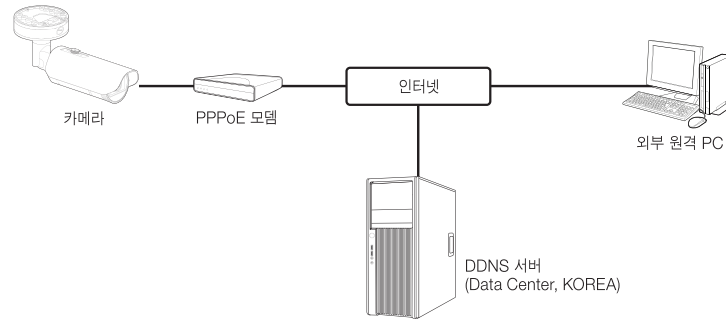 카메라
PPPoE 모뎀
인터넷
외부 원격 PC
DDNS 서버
(Data Center, KOREA)